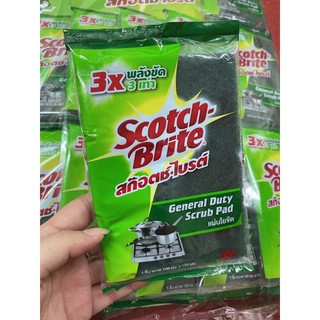 3X พลังขัด
3 เท่า
Scotch-
Brite
สก๊อตช์-ไบรต์
General Duty
Scrub Pad
แผ่นใยขัด